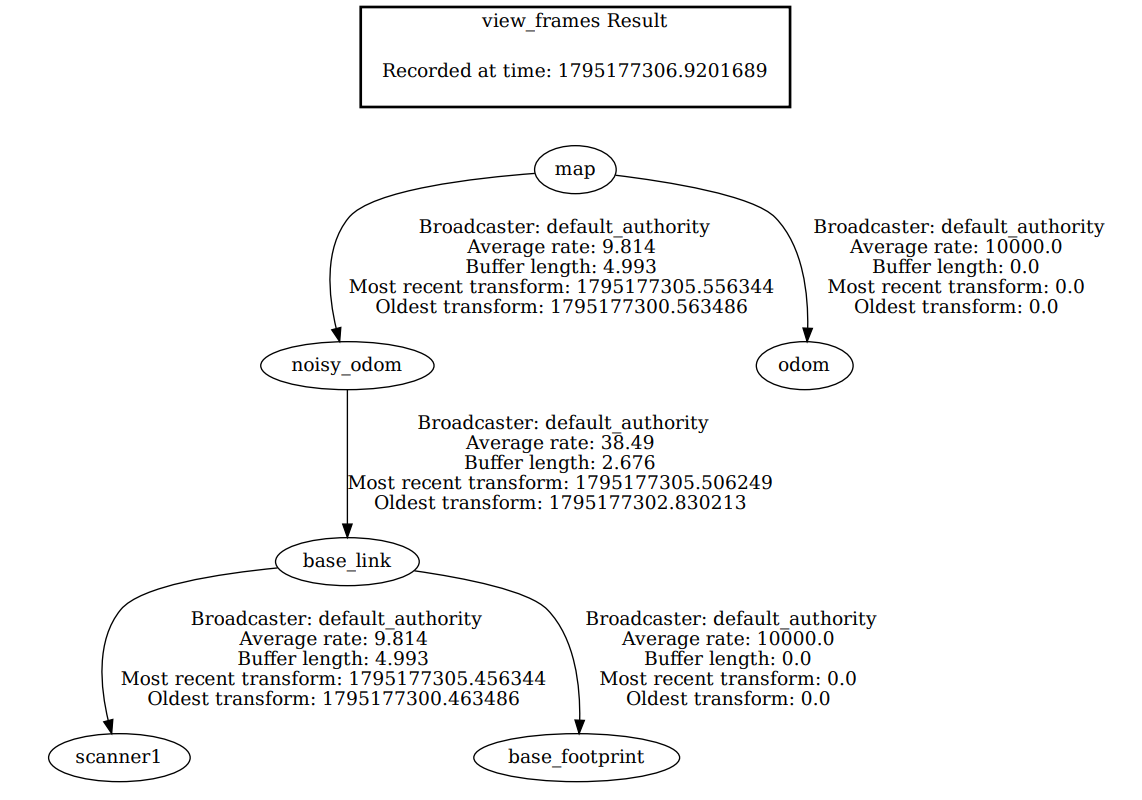 view_frames Result
Recorded at time: 1795177306.9201689
map
Broadcaster: default_authority
Average rate: 9.814
Buffer length: 4.993
Most recent transform: 1795177305.556344
Oldest transform: 1795177300.563486
Broadcaster: default_authority
Average rate: 10000.0
Buffer length: 0.0
Most recent transform: 0.0
Oldest transform: 0.0
noisy_odom
odom
Broadcaster: default_authority
Average rate: 38.49
Buffer length: 2.676
Most recent transform: 1795177305.506249
Oldest transform: 1795177302.830213
base_link
Broadcaster: default_authority
Average rate: 9.814
Buffer length: 4.993
Most recent transform: 1795177305.456344
Oldest transform: 1795177300.463486
Broadcaster: default_authority
Average rate: 10000.0
Buffer length: 0.0
Most recent transform: 0.0
Oldest transform: 0.0
scanner1
base_footprint